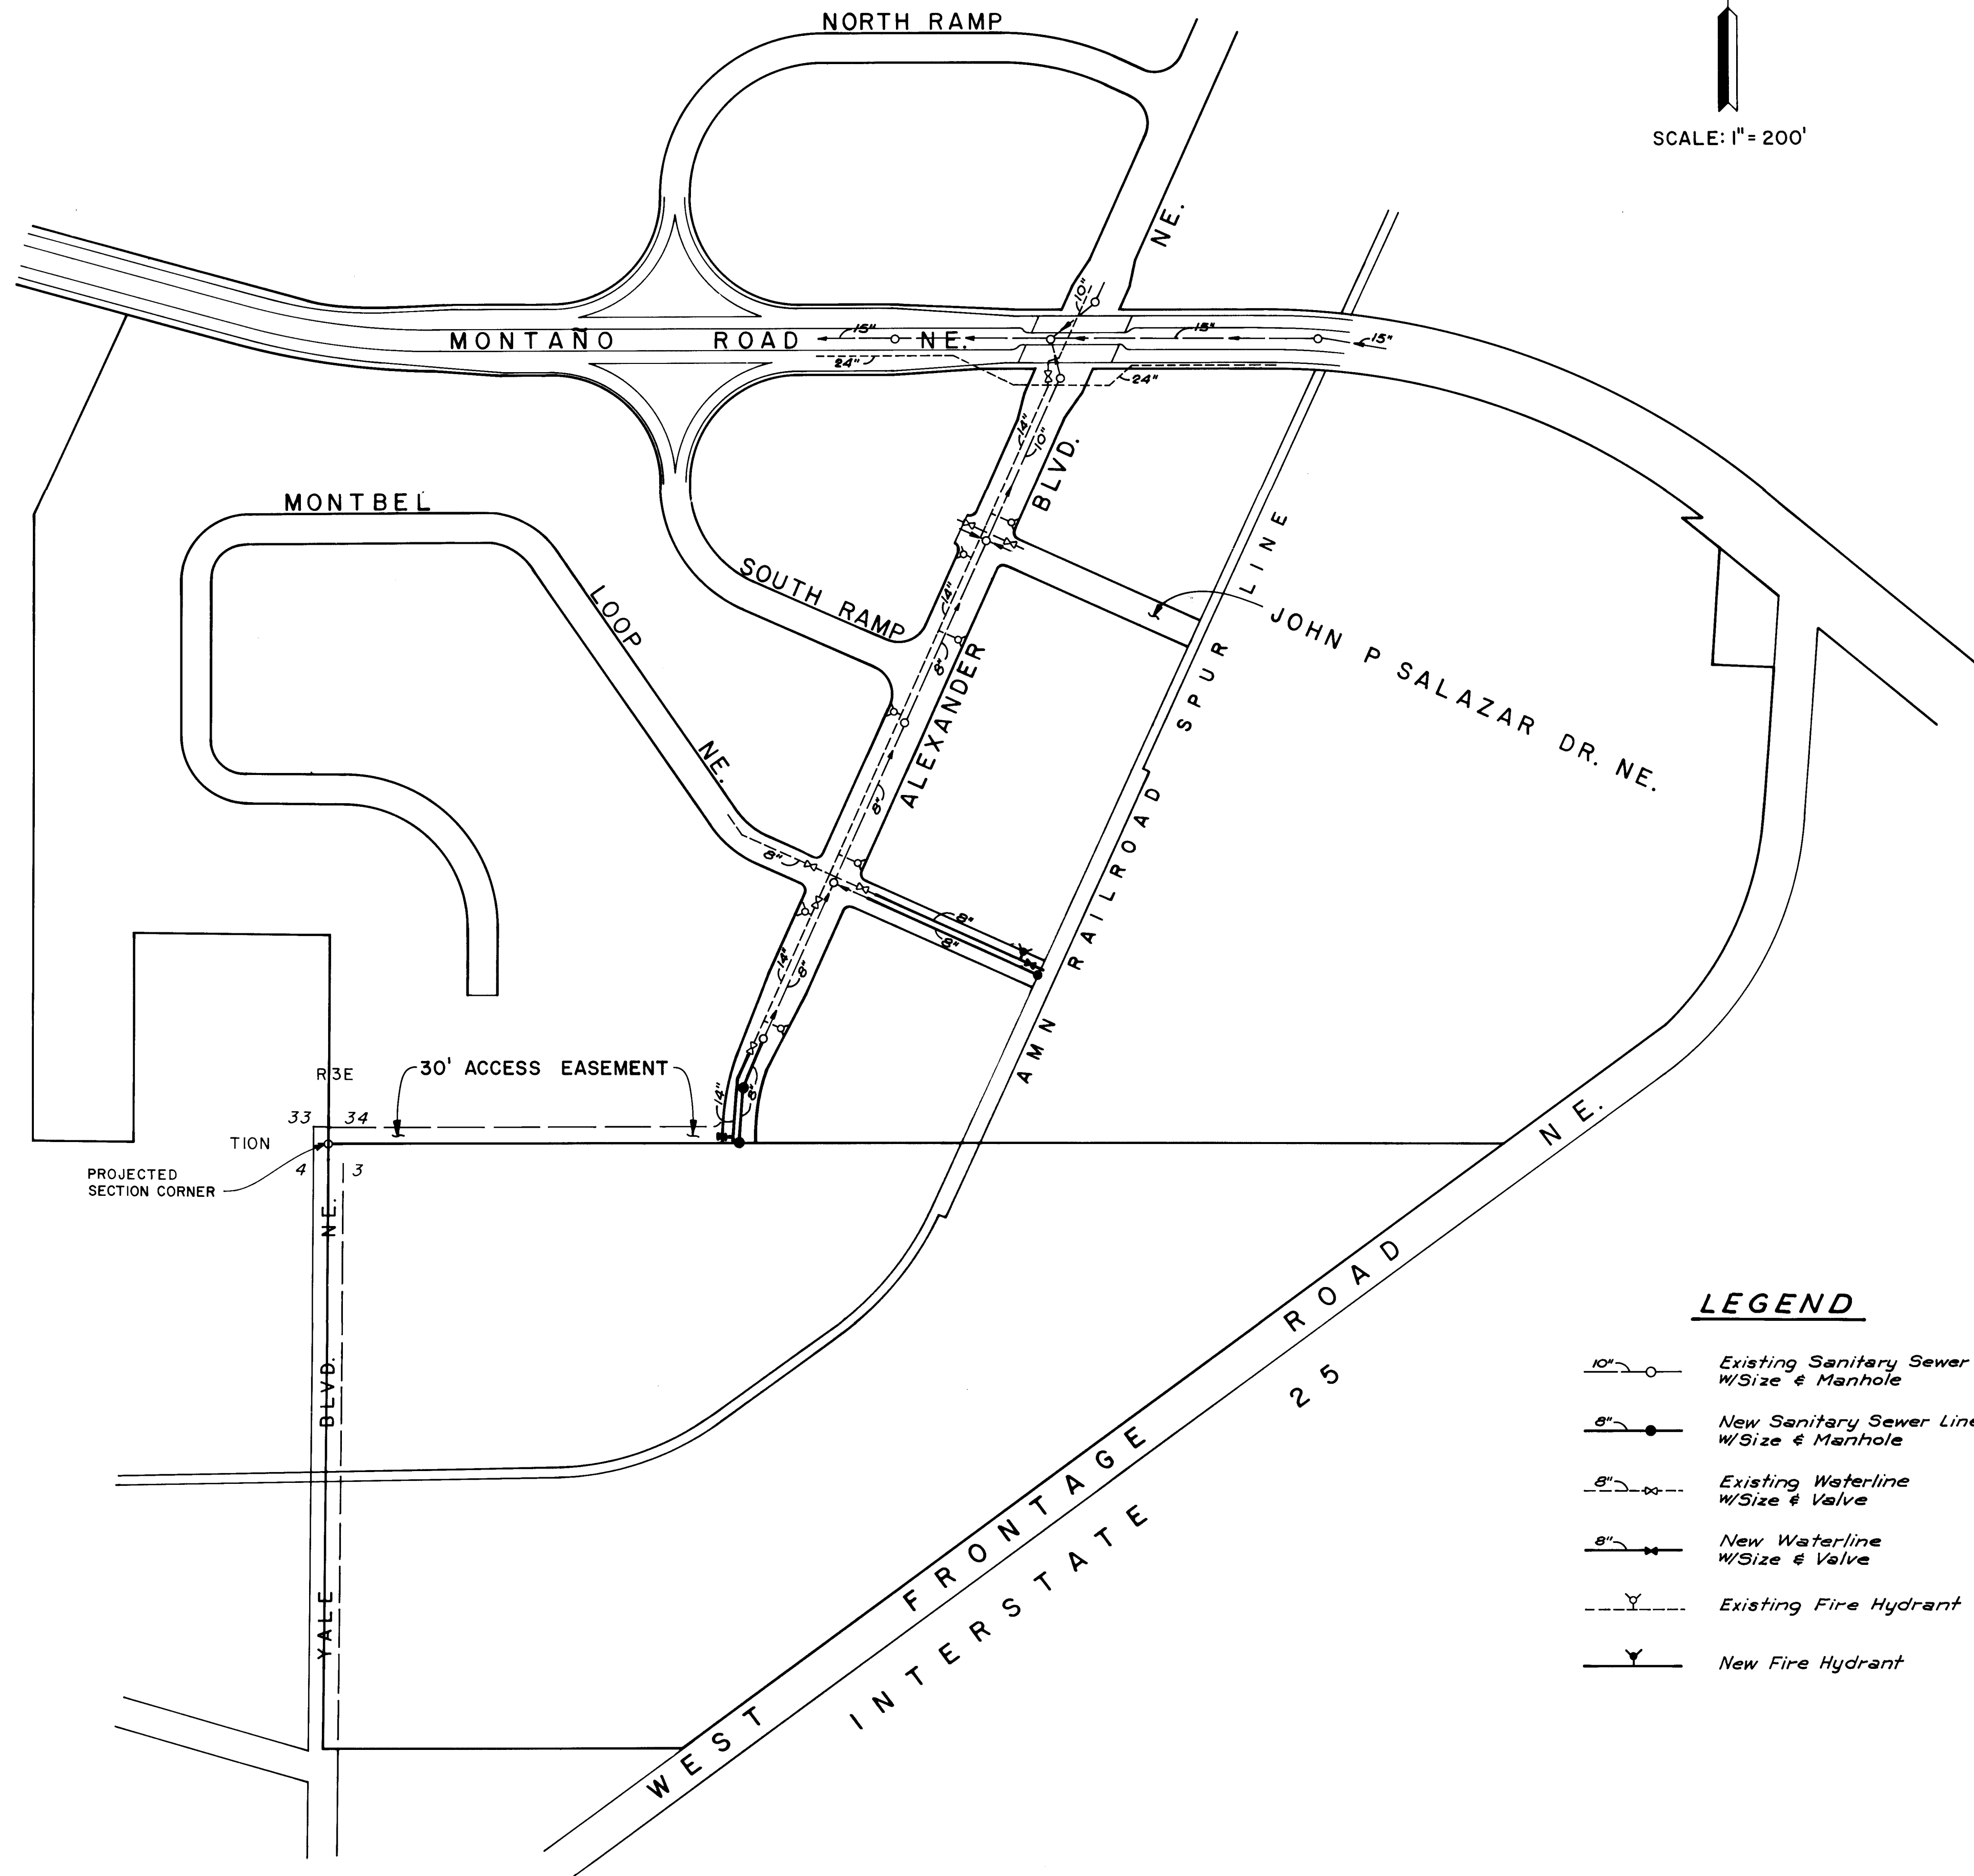 NORTH RAMP
SCALE: 1" = 200'
NE.
10"
MONTAÑO ROAD NE.
15"
15"
15"
24"
24"
14"
10"
BLVD.
MONTBEL
LOOP
NE.
SOUTH RAMP
14"
8"
ALEXANDER
8"
JOHN P SALAZAR DR. NE.
AMN RAILROAD SPUR LINE
8"
8"
8"
14"
8"
14"
8"
R3E
30' ACCESS EASEMENT
33 34
TION
4 3
PROJECTED
SECTION CORNER
YALE BLVD. NE.
WEST FRONTAGE ROAD NE.
INTERSTATE 25
LEGEND
10" Existing Sanitary Sewer
W/Size & Manhole
8" New Sanitary Sewer Line
W/Size & Manhole
8" Existing Waterline
W/Size & Valve
8" New Waterline
W/Size & Valve
Existing Fire Hydrant
New Fire Hydrant